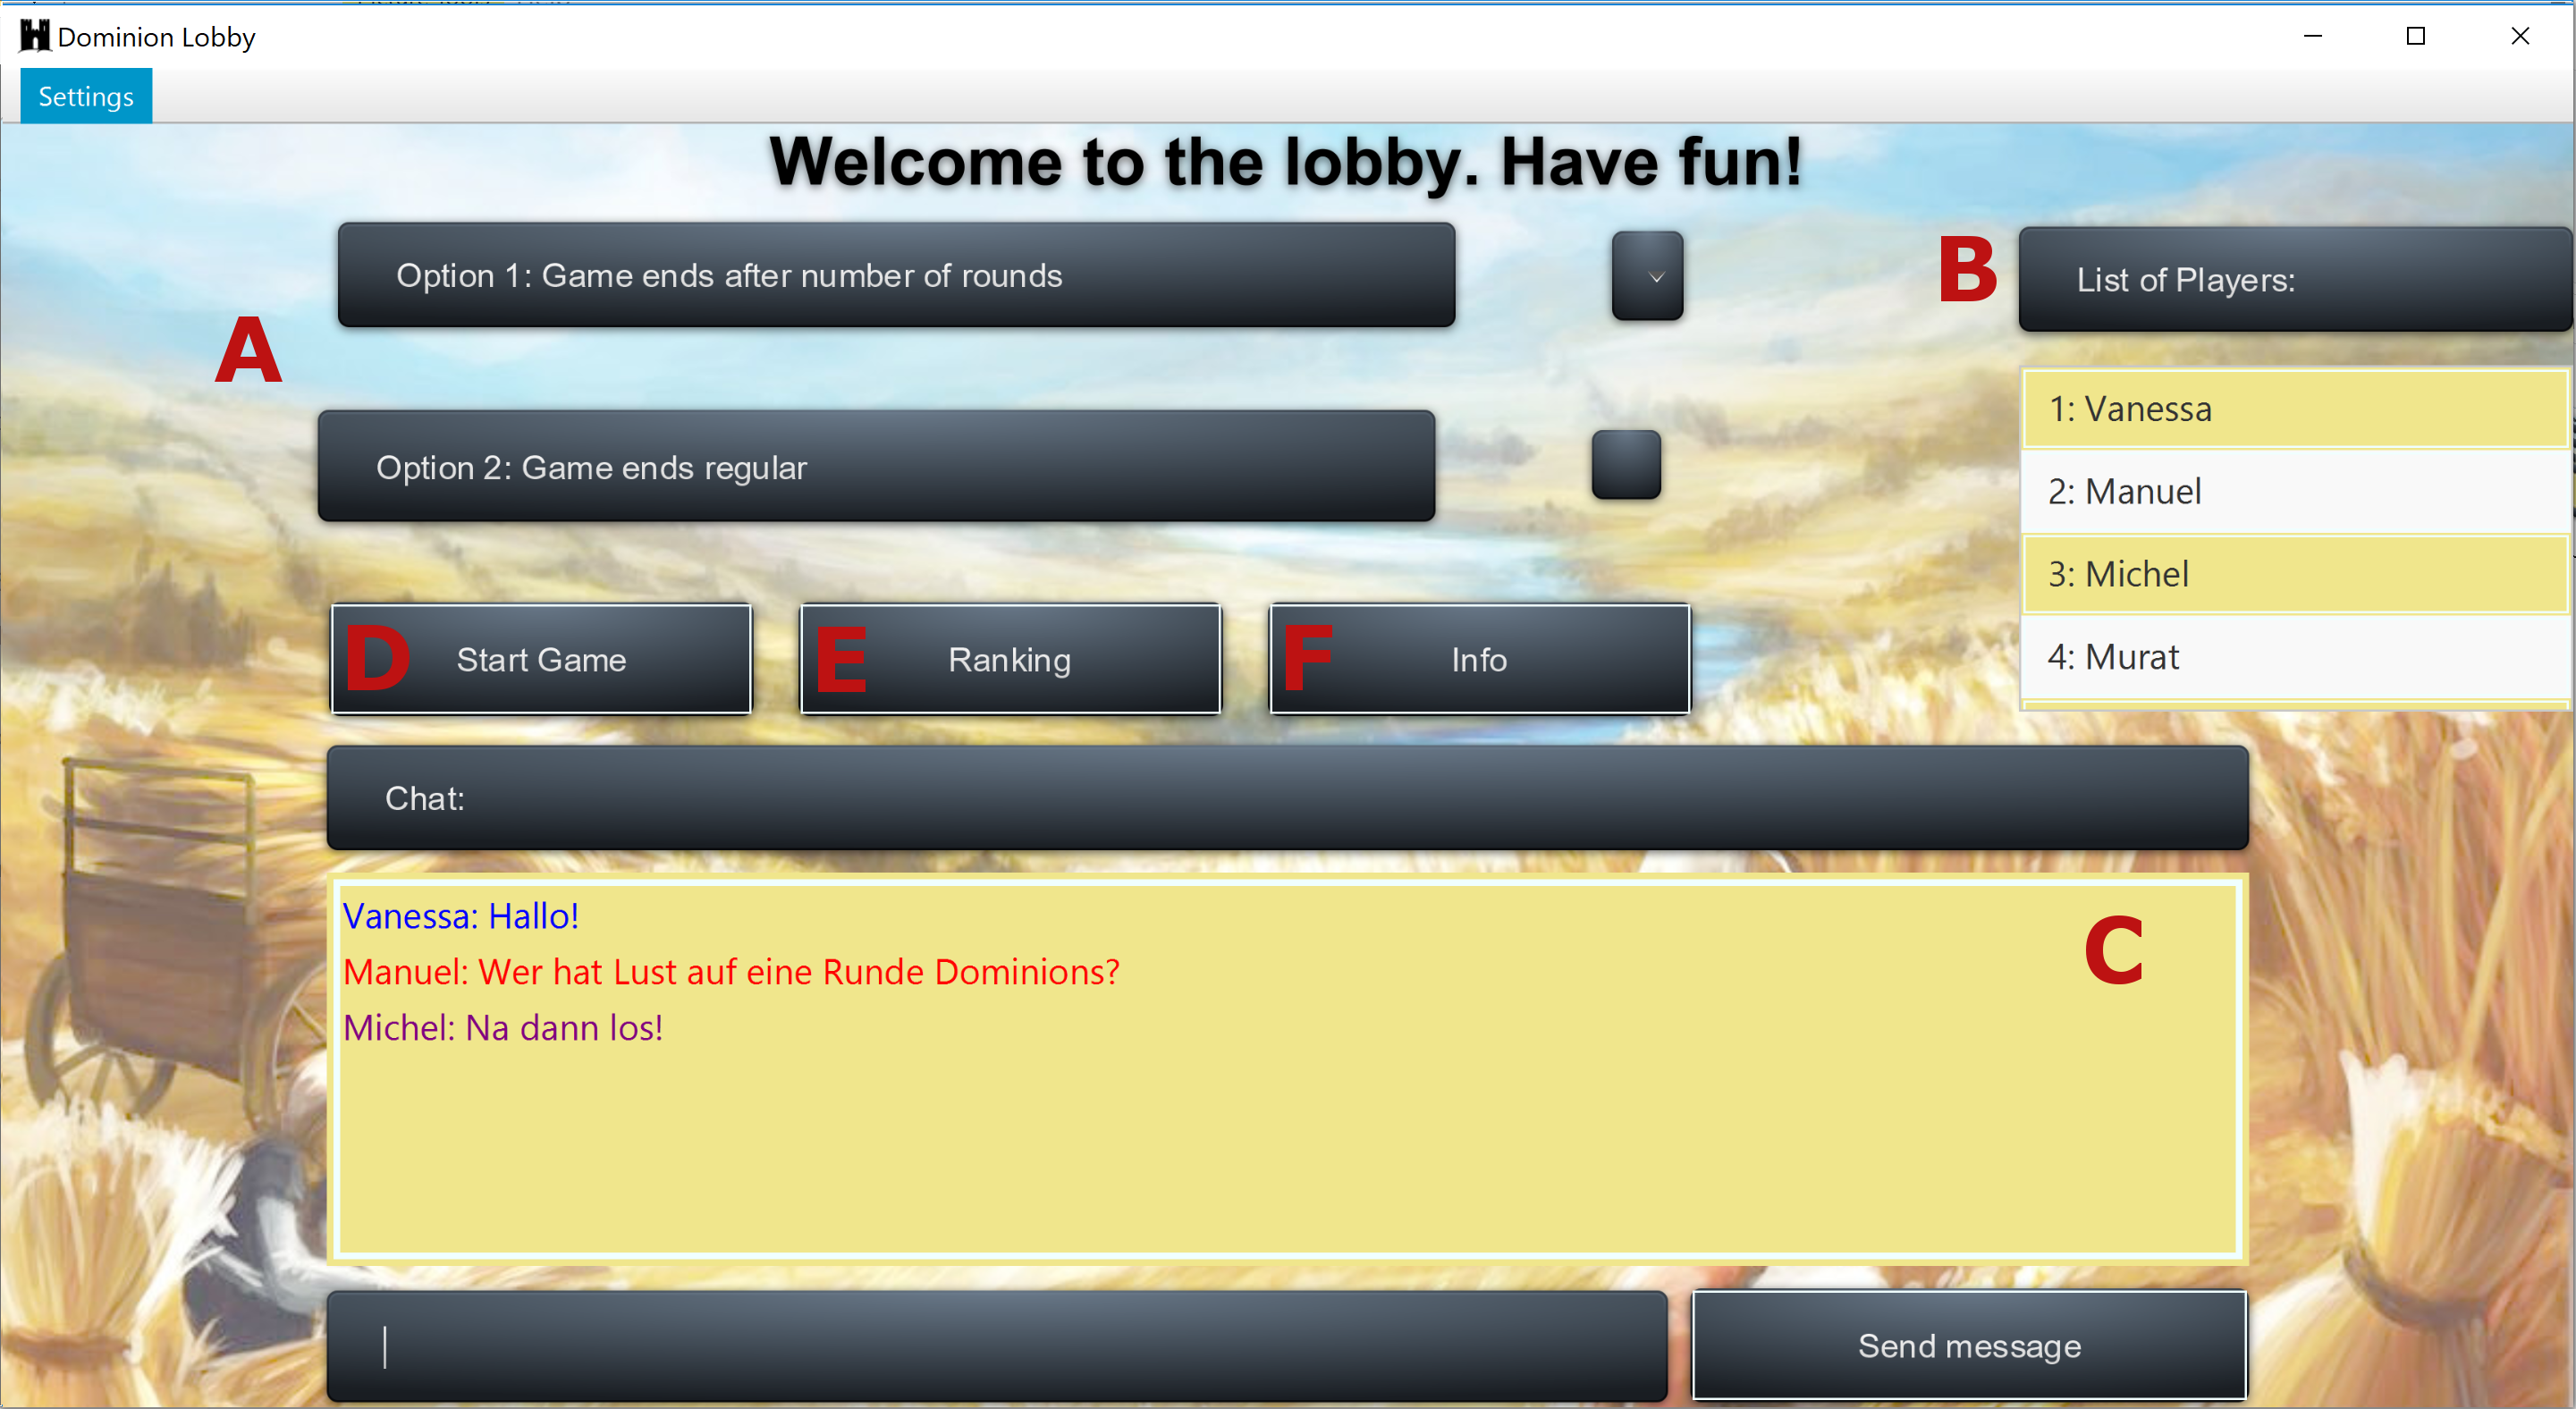 Dominion Lobby
Settings
Welcome to the lobby. Have fun!
Option 1: Game ends after number of rounds
B
List of Players:
A
1: Vanessa
Option 2: Game ends regular
2: Manuel
3: Michel
4: Murat
D Start Game
E Ranking
F Info
Chat:
Vanessa: Hallo!
C
Manuel: Wer hat Lust auf eine Runde Dominions?
Michel: Na dann los!
Send message